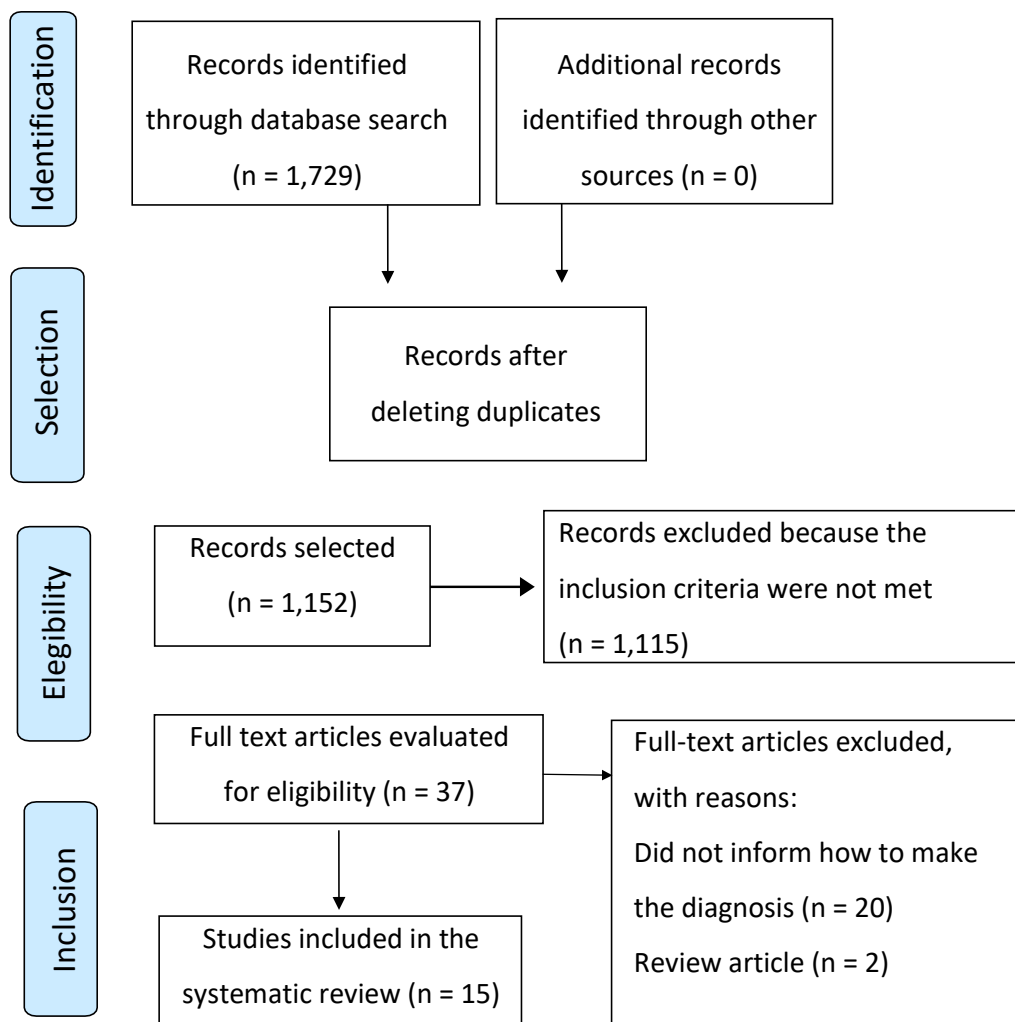 Identification
Records identified
through database search
(n = 1,729)
Additional records
identified through other
sources (n = 0)
Selection
Records after
deleting duplicates
Elegibility
Records selected
(n = 1,152)
Records excluded because the
inclusion criteria were not met
(n = 1,115)
Full text articles evaluated
for eligibility (n = 37)
Full-text articles excluded,
with reasons:
Did not inform how to make
the diagnosis (n = 20)
Review article (n = 2)
Inclusion
Studies included in the
systematic review (n = 15)